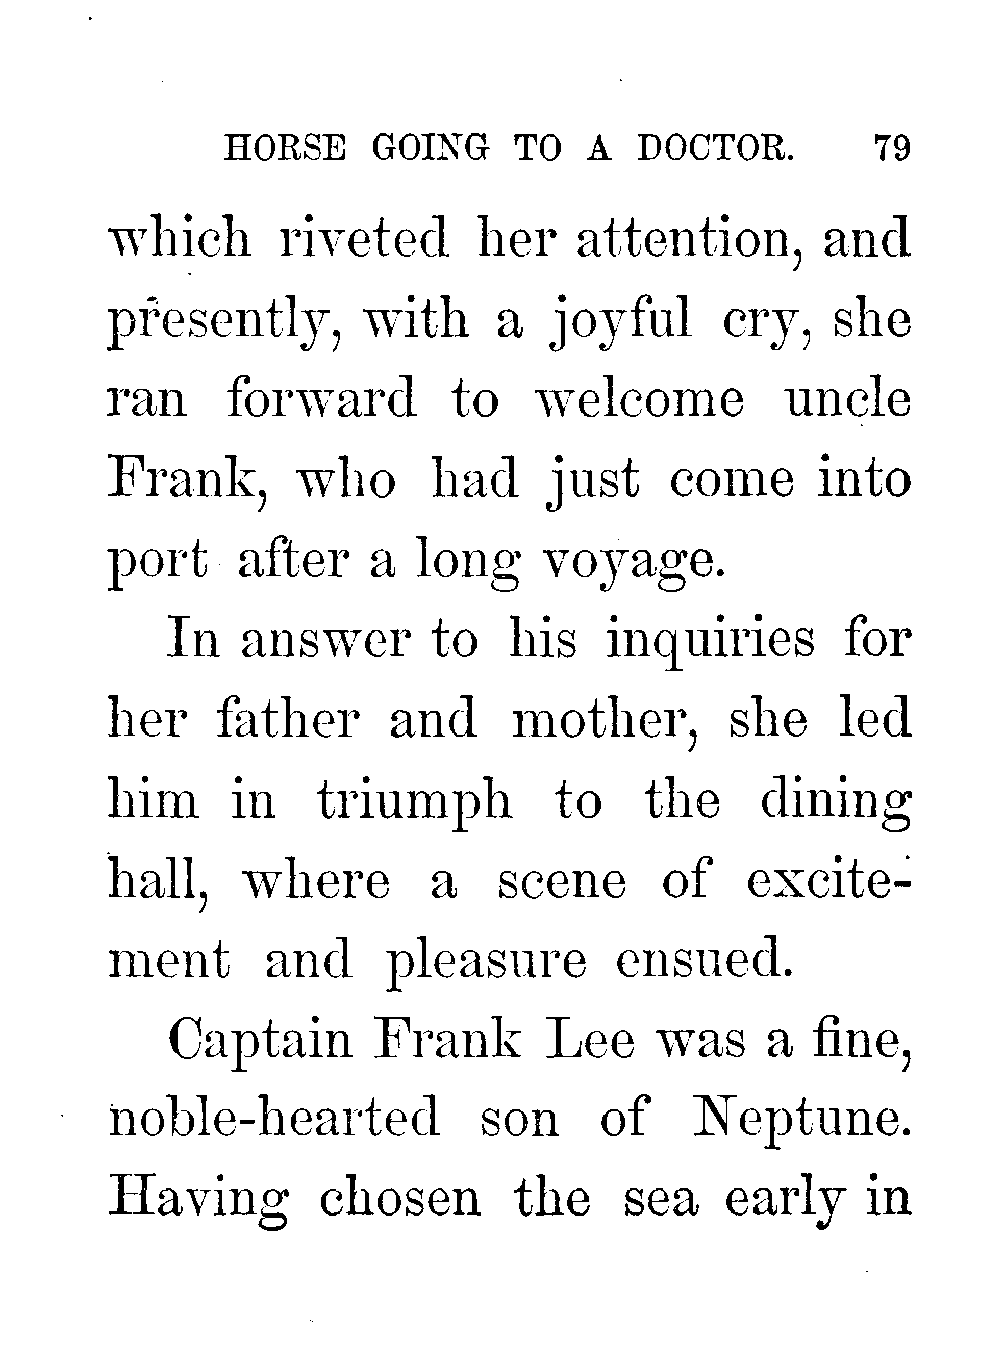 HORSE GOING TO A DOCTOR. 79
which riveted her attention, and
presently, with a joyful cry, she
ran forward to welcome uncle
Frank, who had just come into
port after a long voyage.
In answer to his inquiries for
her father and mother, she led
him in triumph to the dining
hall, where a scene of excite-
ment and pleasure ensued.
Captain Frank Lee was a fine,
noble-hearted son of Neptune.
Having chosen the sea early in